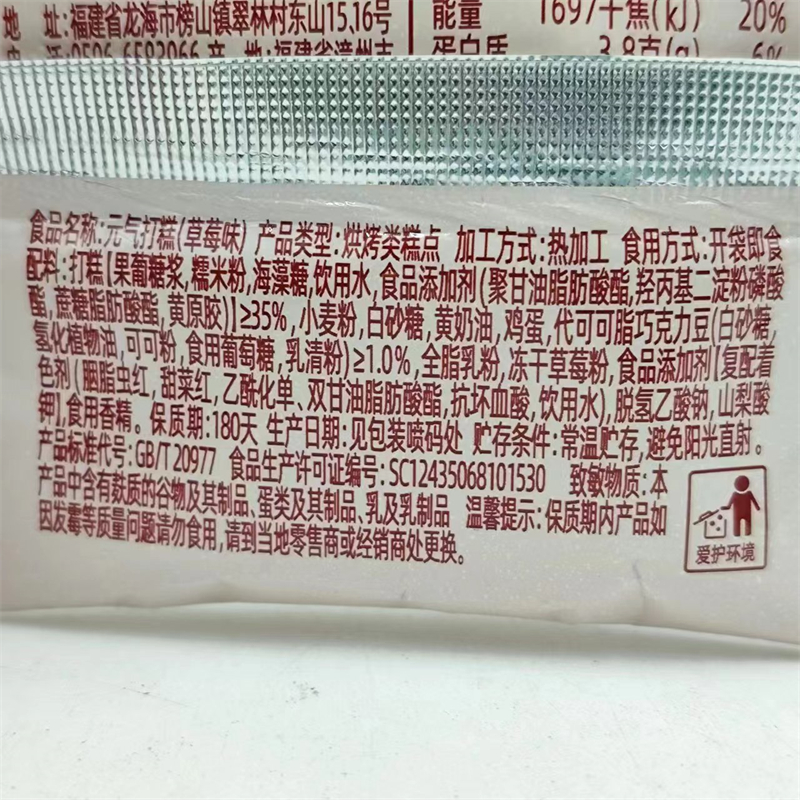 地 址:福建省龙海市榜山镇翠林村东山15、16号
能量 1697千焦(kJ) 20%
话:0596-6593066 产 地:福建省漳州市
蛋白质 3.8克(g) 6%
食品名称:元气打糕(草莓味) 产品类型:烘烤类糕点 加工方式:热加工 食用方式:开袋即食
配料:打糕【果葡糖浆,糯米粉,海藻糖,饮用水,食品添加剂(聚甘油脂肪酸酯,羟丙基二淀粉磷酸
酯,蔗糖脂肪酸酯,黄原胶)】≥35%,小麦粉,白砂糖,黄奶油,鸡蛋,代可可脂巧克力豆(白砂糖,
氢化植物油,可可粉,食用葡萄糖,乳清粉)≥1.0%,全脂乳粉,冻干草莓粉,食品添加剂【复配着
色剂(胭脂虫红,甜菜红,乙酰化单、双甘油脂肪酸酯,抗坏血酸,饮用水),脱氢乙酸钠,山梨酸
钾】,食用香精。保质期:180天 生产日期:见包装喷码处 贮存条件:常温贮存,避免阳光直射。
产品标准代号:GB/T 20977 食品生产许可证编号:SC12435068101530 致敏物质:本
产品中含有麸质的谷物及其制品、蛋类及其制品、乳及乳制品 温馨提示:保质期内产品如
因发霉等质量问题请勿食用,请到当地零售商或经销商处更换。
爱护环境